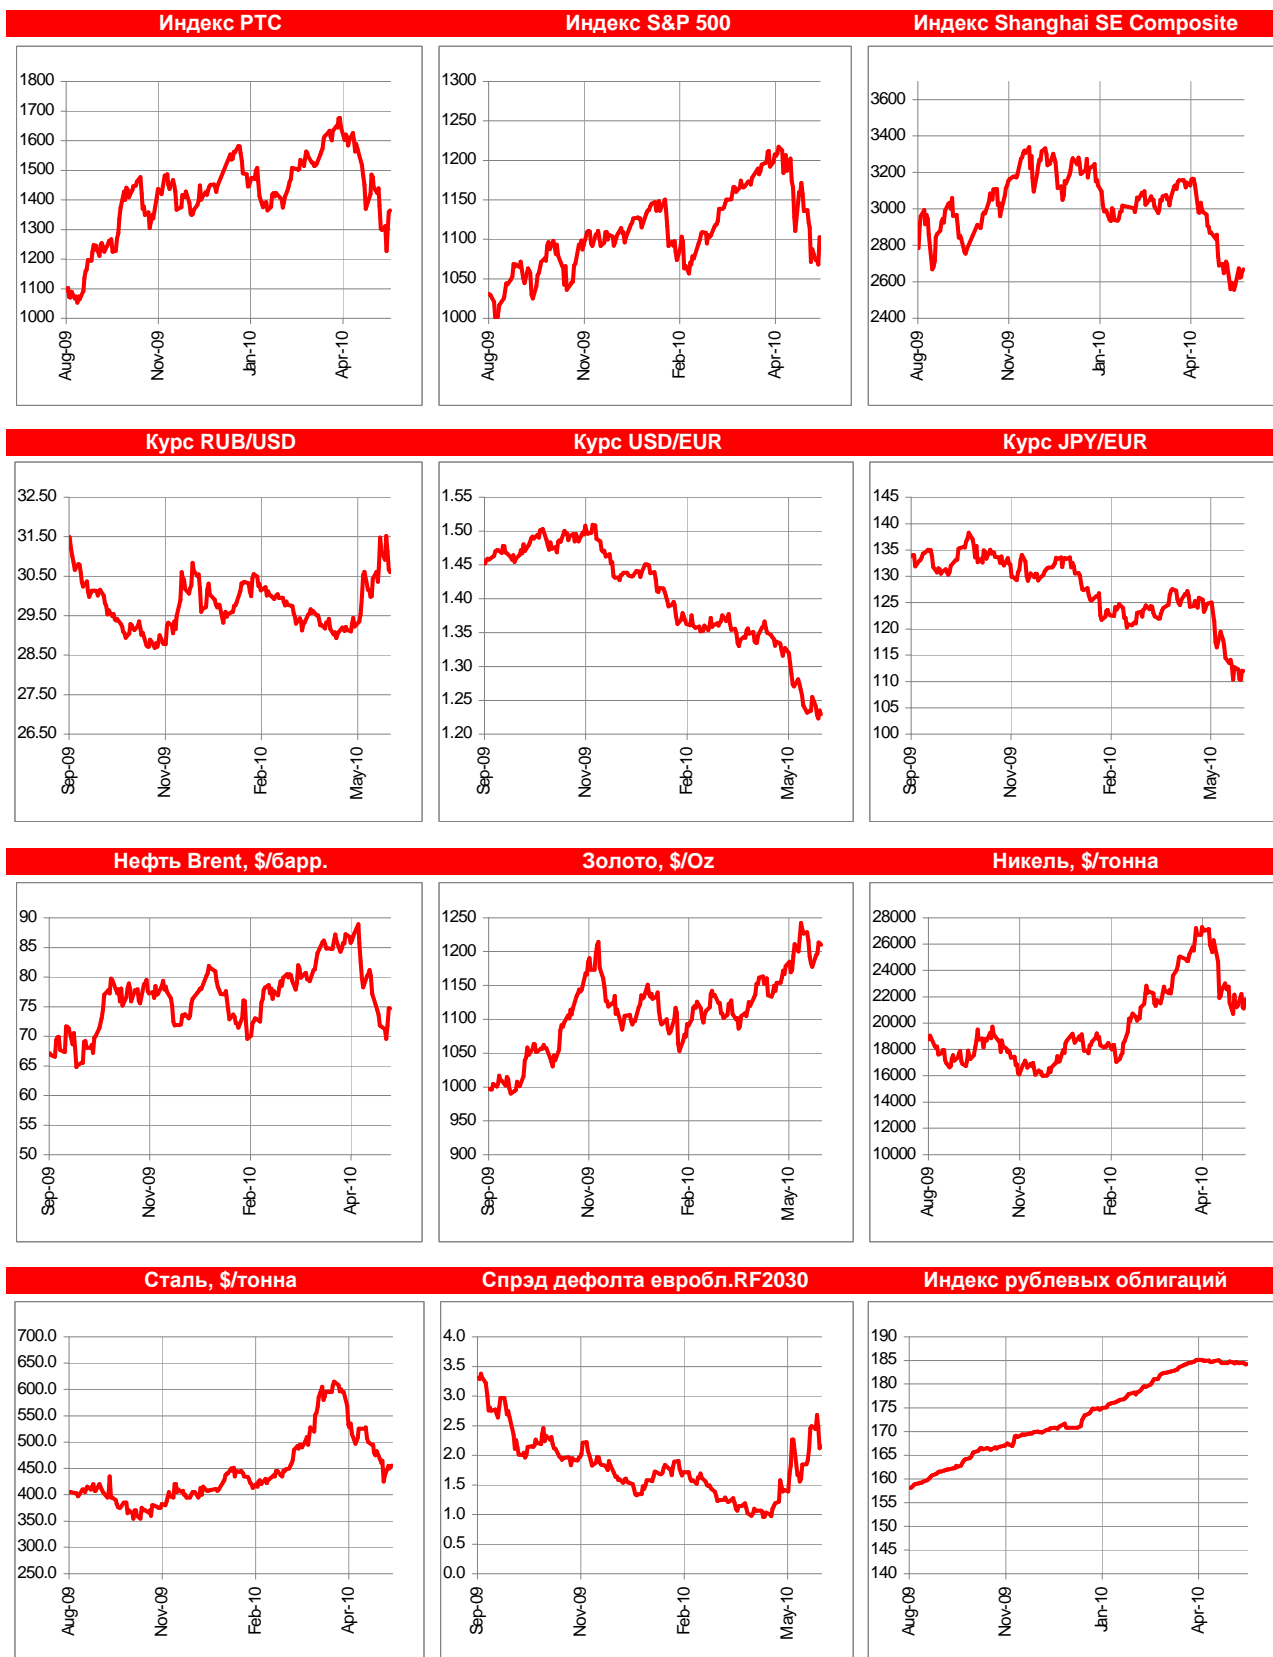 Индекс РТС
1800
1700
1600
1500
1400
1300
1200
1100
1000
Aug-09
Nov-09
Jan-10
Apr-10
Индекс S&P 500
1300
1250
1200
1150
1100
1050
1000
Aug-09
Nov-09
Feb-10
Apr-10
Индекс Shanghai SE Composite
3600
3400
3200
3000
2800
2600
2400
Aug-09
Nov-09
Jan-10
Apr-10
Курс RUB/USD
32.50
31.50
30.50
29.50
28.50
27.50
26.50
Sep-09
Nov-09
Feb-10
May-10
Курс USD/EUR
1.55
1.50
1.45
1.40
1.35
1.30
1.25
1.20
Sep-09
Nov-09
Feb-10
May-10
Курс JPY/EUR
145
140
135
130
125
120
115
110
105
100
Sep-09
Nov-09
Feb-10
May-10
Нефть Brent, $/барр.
90
85
80
75
70
65
60
55
50
Sep-09
Nov-09
Feb-10
Apr-10
Золото, $/Oz
1250
1200
1150
1100
1050
1000
950
900
Sep-09
Nov-09
Feb-10
May-10
Никель, $/тонна
28000
26000
24000
22000
20000
18000
16000
14000
12000
10000
Aug-09
Nov-09
Feb-10
Apr-10
Сталь, $/тонна
700.0
650.0
600.0
550.0
500.0
450.0
400.0
350.0
300.0
250.0
Aug-09
Nov-09
Feb-10
Apr-10
Спрэд дефолта евробл.RF2030
4.0
3.5
3.0
2.5
2.0
1.5
1.0
0.5
0.0
Sep-09
Nov-09
Feb-10
May-10
Индекс рублевых облигаций
190
185
180
175
170
165
160
155
150
145
140
Aug-09
Nov-09
Jan-10
Apr-10